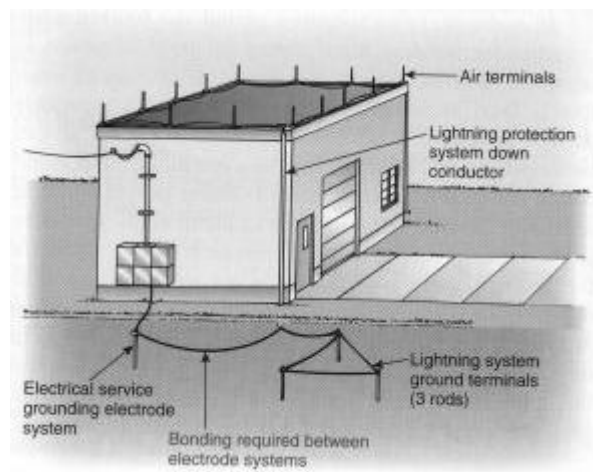 Air terminals
Lightning protection
system down
conductor
Lightning system
ground terminals
(3 rods)
Electrical service
grounding electrode
system
Bonding required between
electrode systems